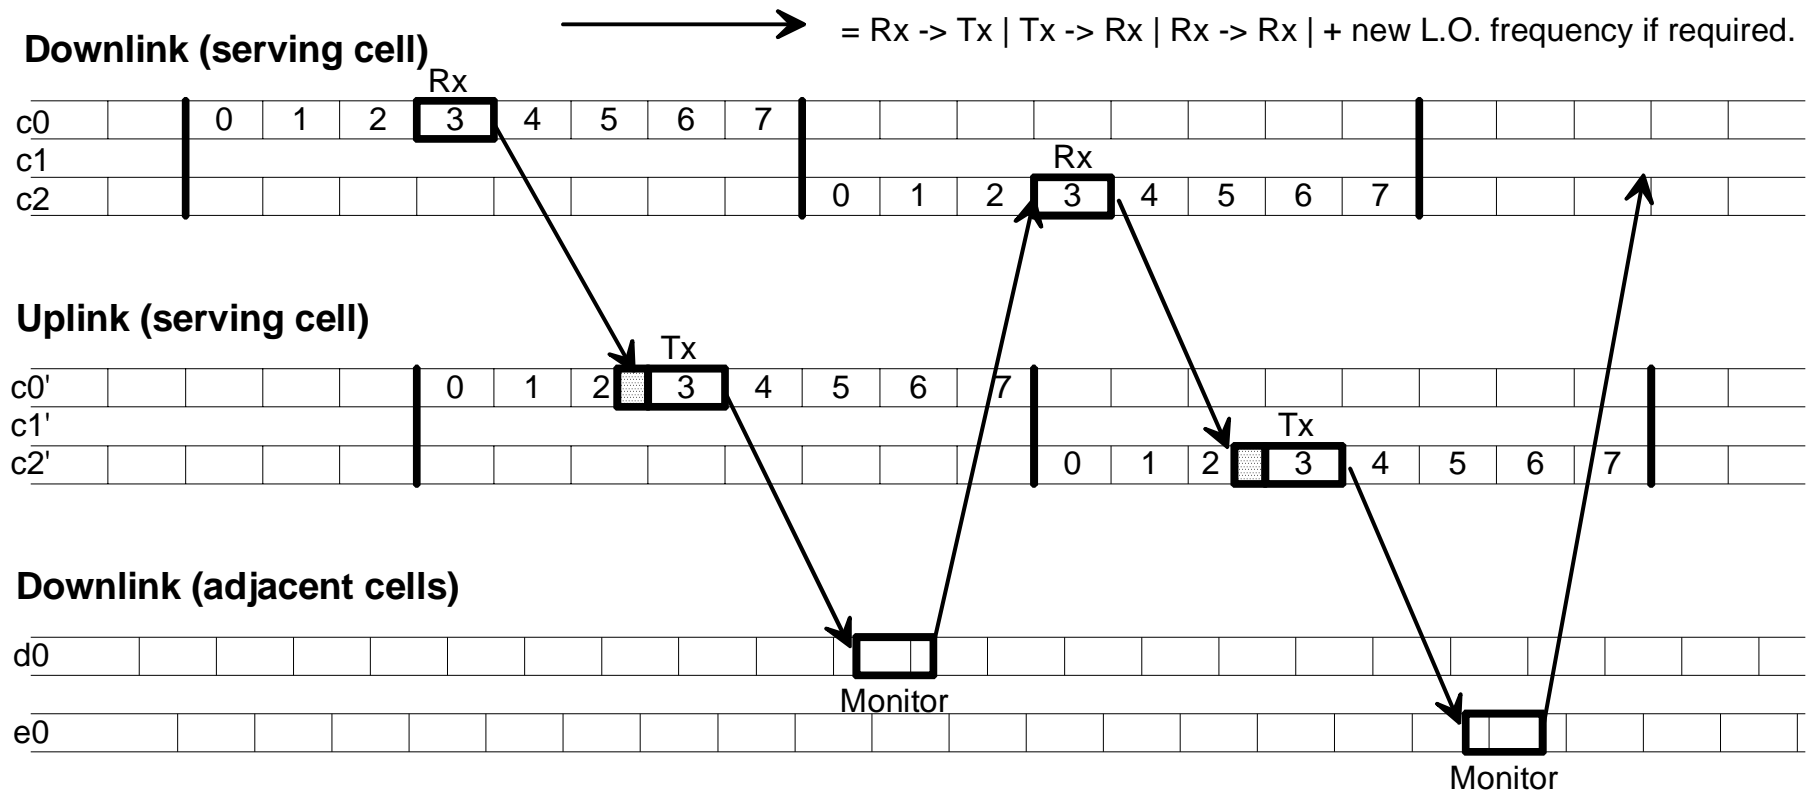 = Rx -> Tx | Tx -> Rx | Rx -> Rx | + new L.O. frequency if required.
Downlink (serving cell)
Rx
c0 0 1 2 3 4 5 6 7
c1 Rx
c2 0 1 2 3 4 5 6 7
Uplink (serving cell)
Tx
c0' 0 1 2 3 4 5 6 7
c1' Tx
c2' 0 1 2 3 4 5 6 7
Downlink (adjacent cells)
d0
Monitor
e0
Monitor